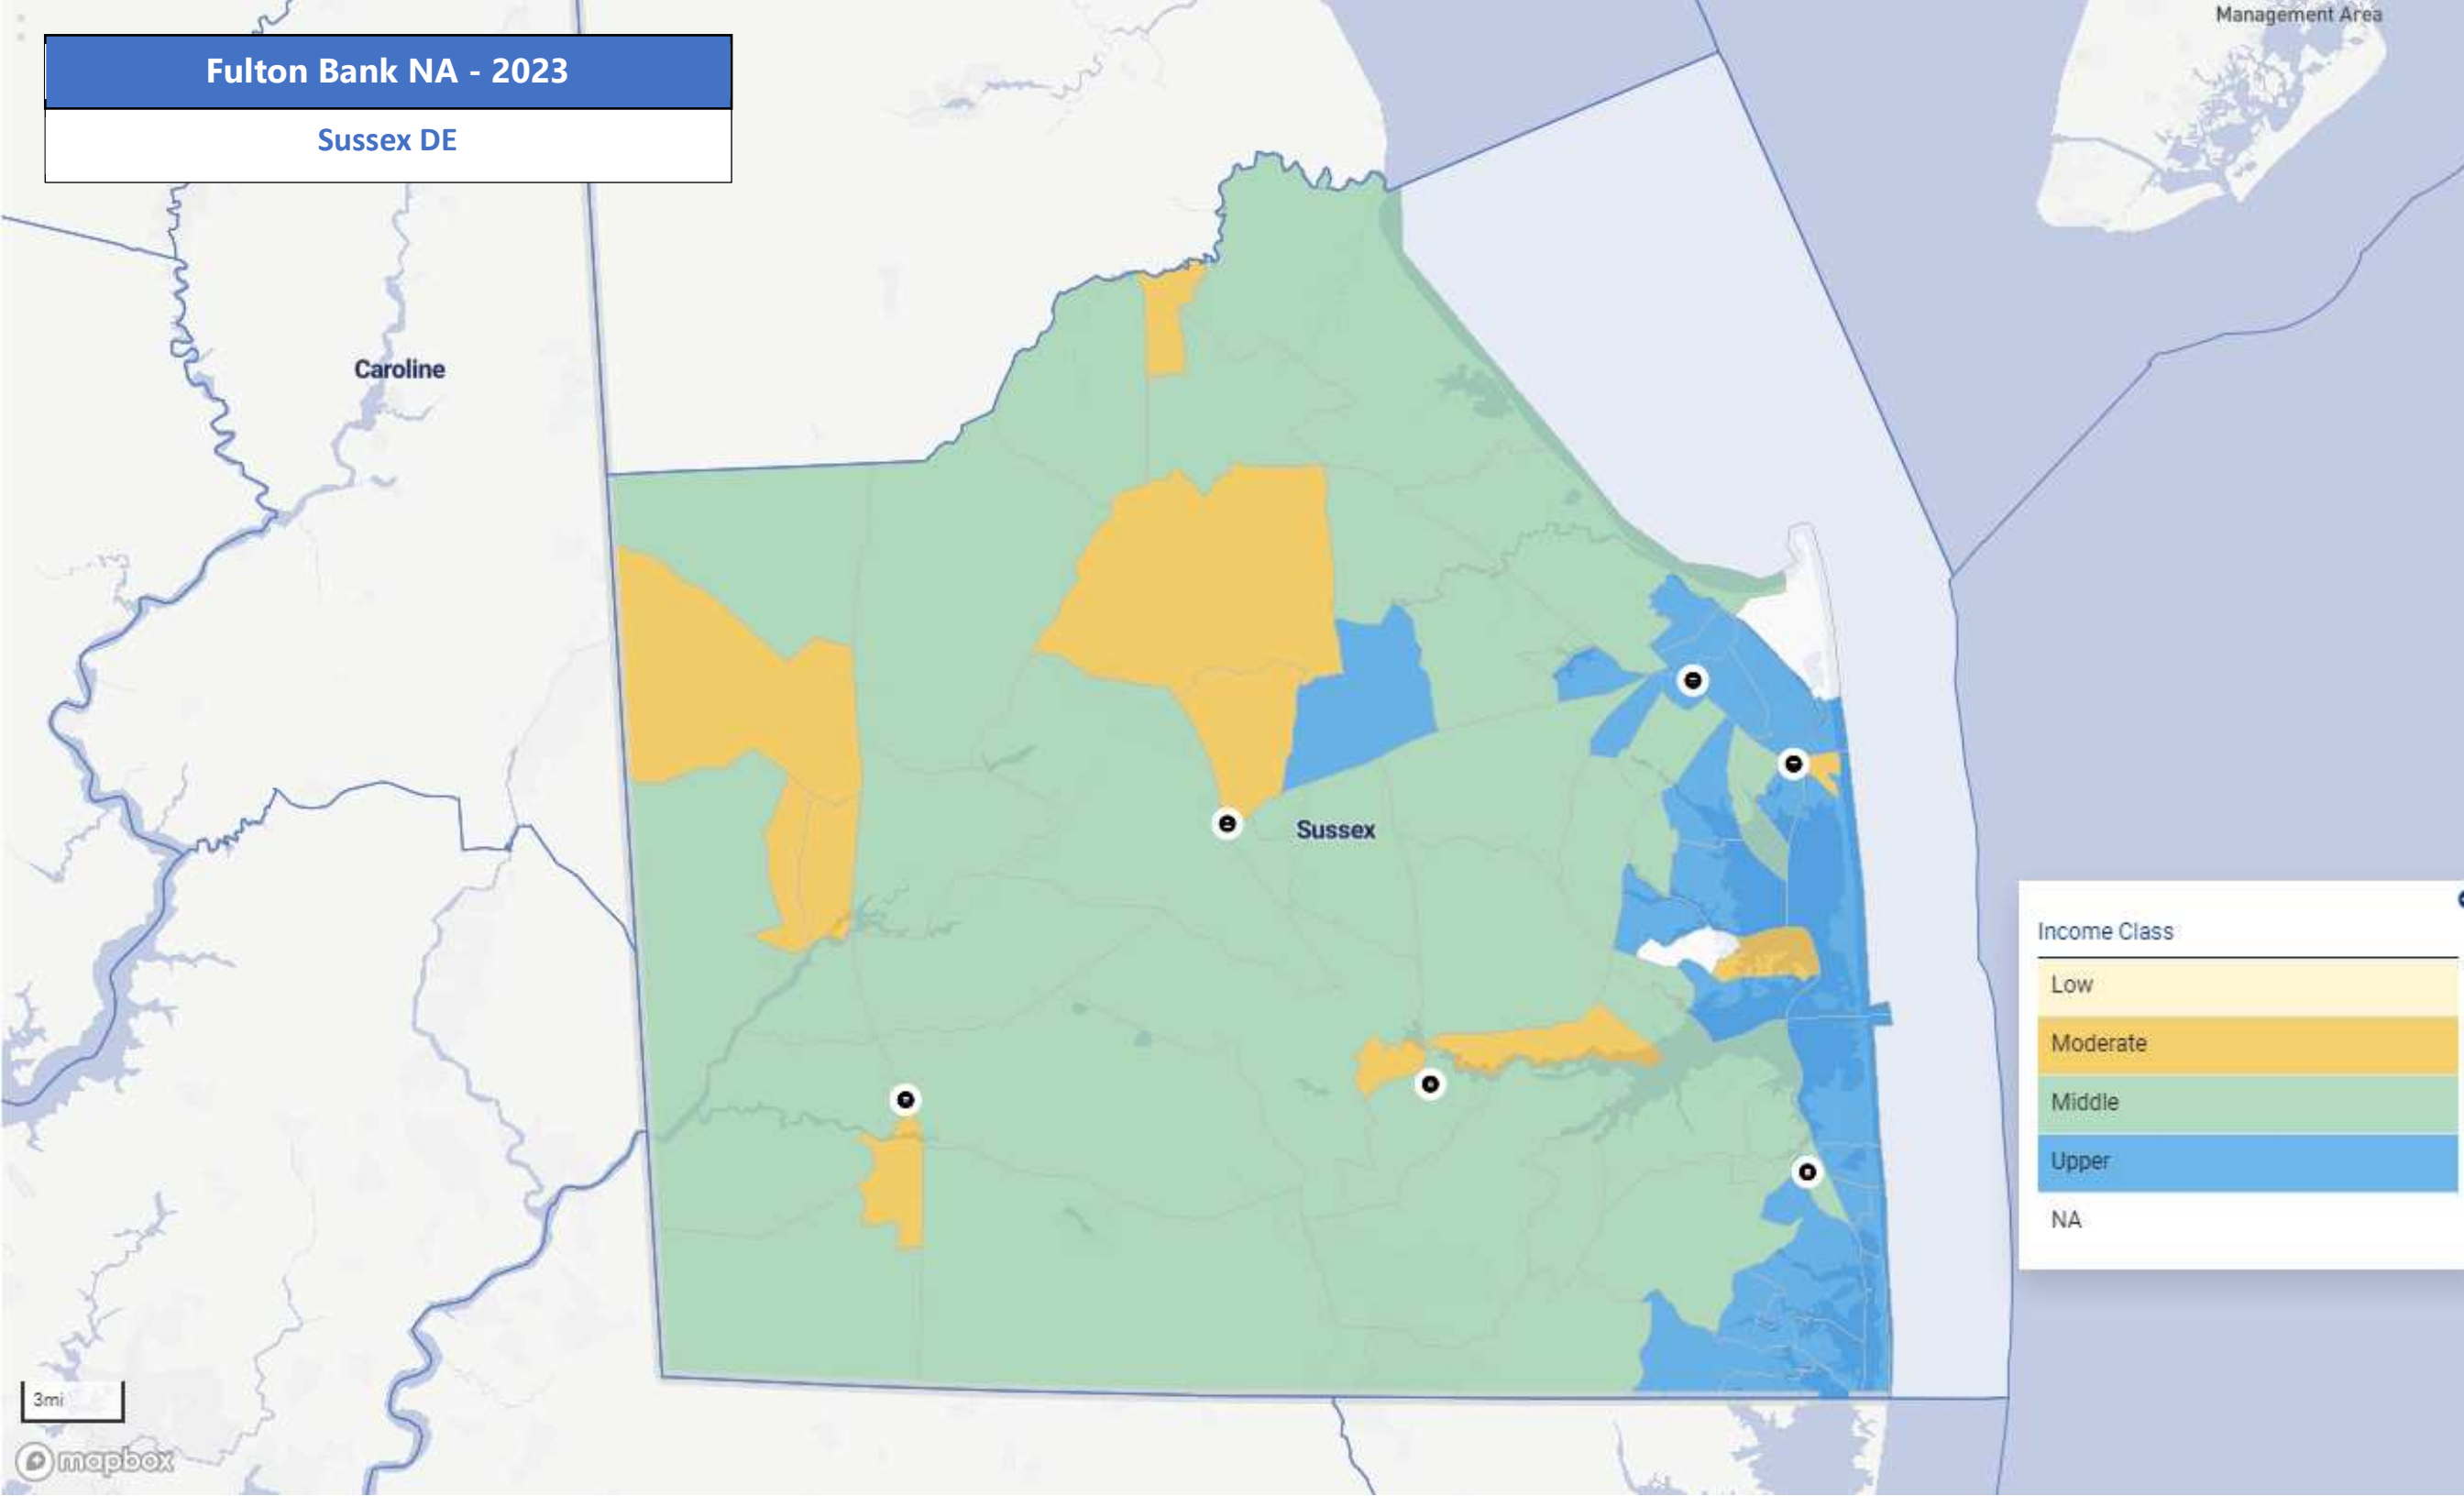 Management Area
Fulton Bank NA - 2023
Sussex DE
Caroline
Sussex
Income Class
Low
Moderate
Middle
Upper
NA
3mi
mapbox